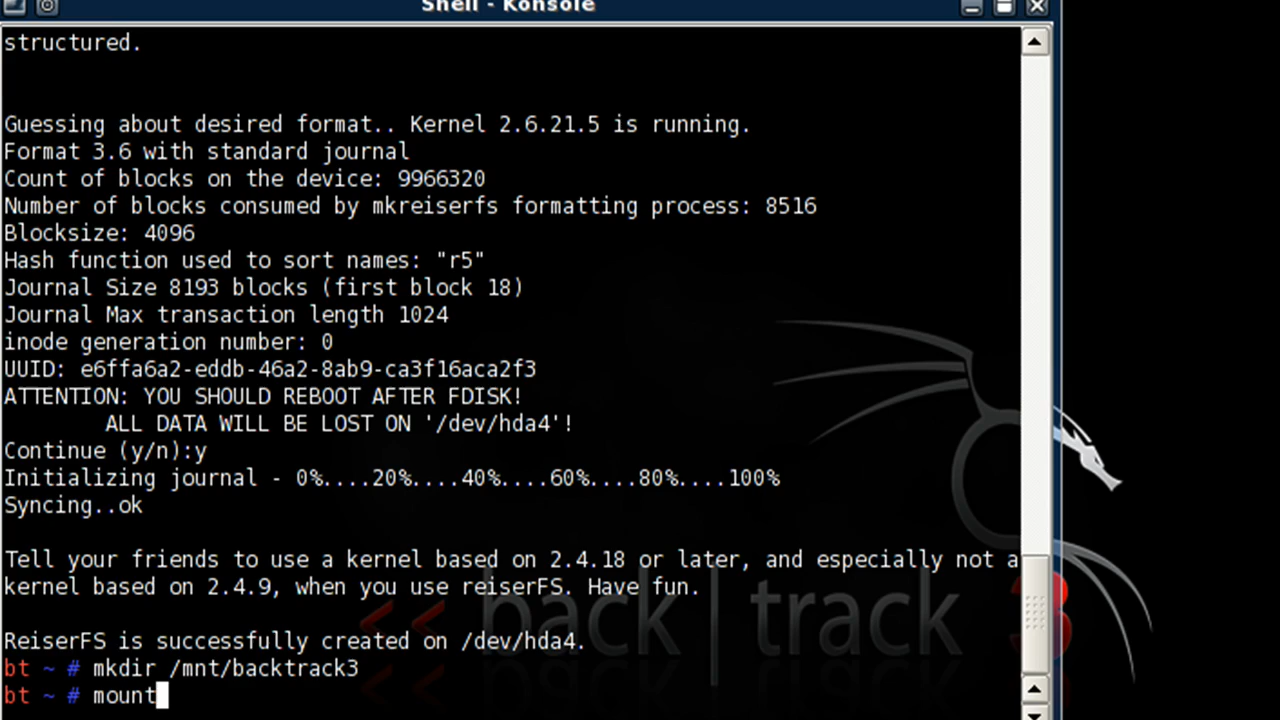 Shell - Konsole
structured.
Guessing about desired format.. Kernel 2.6.21.5 is running.
Format 3.6 with standard journal
Count of blocks on the device: 9966320
Number of blocks consumed by mkreiserfs formatting process: 8516
Blocksize: 4096
Hash function used to sort names: "r5"
Journal Size 8193 blocks (first block 18)
Journal Max transaction length 1024
inode generation number: 0
UUID: e6ffa6a2-eddb-46a2-8ab9-ca3f16aca2f3
ATTENTION: YOU SHOULD REBOOT AFTER FDISK!
ALL DATA WILL BE LOST ON '/dev/hda4'!
Continue (y/n):y
Initializing journal - 0%....20%....40%....60%....80%....100%
Syncing..ok
Tell your friends to use a kernel based on 2.4.18 or later, and especially not a
kernel based on 2.4.9, when you use reiserFS. Have fun.
<< back | track 3
ReiserFS is successfully created on /dev/hda4.
bt ~ # mkdir /mnt/backtrack3
bt ~ # mount